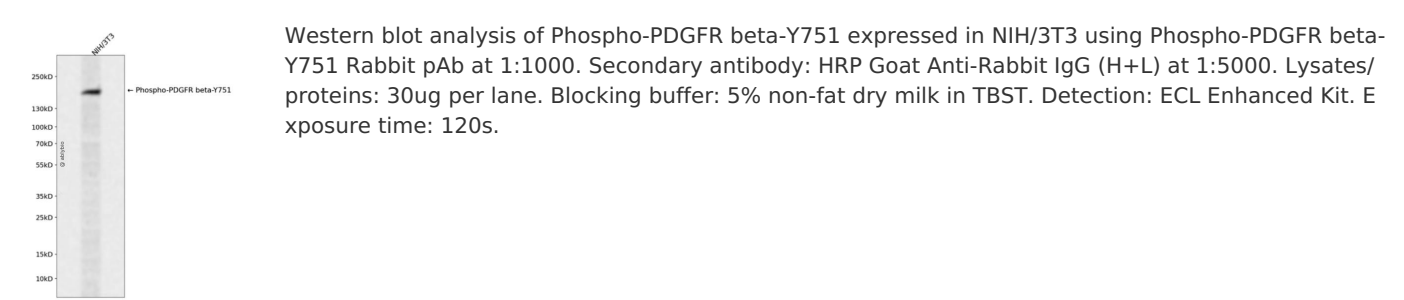 NIH/3T3
250kD
← Phospho-PDGFR beta-Y751
130kD
100kD
70kD
55kD
35kD
25kD
15kD
10kD
Western blot analysis of Phospho-PDGFR beta-Y751 expressed in NIH/3T3 using Phospho-PDGFR beta-
Y751 Rabbit pAb at 1:1000. Secondary antibody: HRP Goat Anti-Rabbit IgG (H+L) at 1:5000. Lysates/
proteins: 30ug per lane. Blocking buffer: 5% non-fat dry milk in TBST. Detection: ECL Enhanced Kit. E
xposure time: 120s.